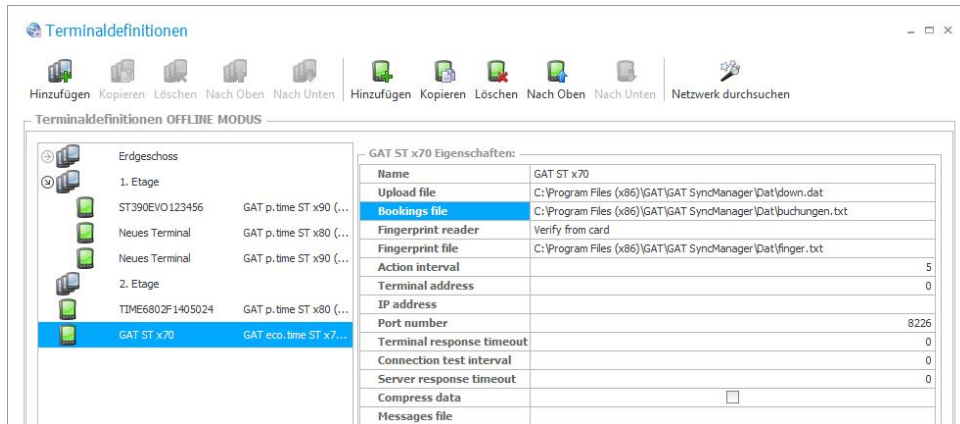 Terminaldefinitionen
Hinzufügen Kopieren Löschen Nach Oben Nach Unten Hinzufügen Kopieren Löschen Nach Oben Nach Unten Netzwerk durchsuchen
Terminaldefinitionen OFFLINE MODUS
Erdgeschoss
1. Etage
ST390EVO123456 GAT p.time ST x90 (...
Neues Terminal GAT p.time ST x80 (...
Neues Terminal GAT p.time ST x90 (...
2. Etage
TIME6802F1405024 GAT p.time ST x80 (...
GAT ST x70 GAT eco.time ST x7...
GAT ST x70 Eigenschaften:
Name GAT ST x70
Upload file C:\Program Files (x86)\GAT\GAT SyncManager\Dat\down.dat
Bookings file C:\Program Files (x86)\GAT\GAT SyncManager\Dat\buchungen.txt
Fingerprint reader Verify from card
Fingerprint file C:\Program Files (x86)\GAT\GAT SyncManager\Dat\finger.txt
Action interval 5
Terminal address 0
IP address
Port number 8226
Terminal response timeout 0
Connection test interval 0
Server response timeout 0
Compress data
Messages file